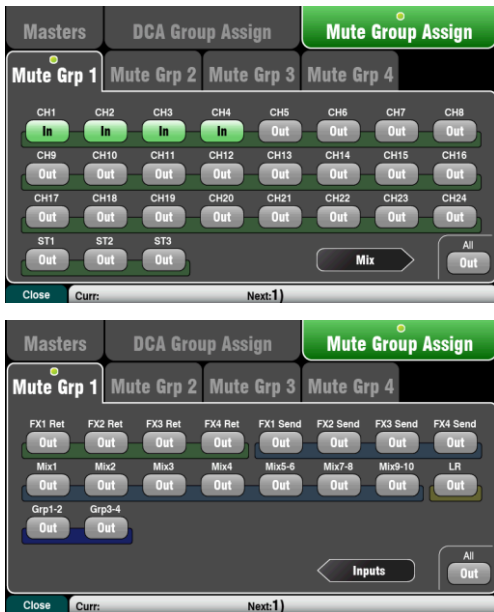 Masters DCA Group Assign Mute Group Assign
Mute Grp 1 Mute Grp 2 Mute Grp 3 Mute Grp 4
CH1 CH2 CH3 CH4 CH5 CH6 CH7 CH8
In In In In Out Out Out Out
CH9 CH10 CH11 CH12 CH13 CH14 CH15 CH16
Out Out Out Out Out Out Out Out
CH17 CH18 CH19 CH20 CH21 CH22 CH23 CH24
Out Out Out Out Out Out Out Out
ST1 ST2 ST3 All
Out Out Out Mix Out
Close Curr: Next:1)
Masters DCA Group Assign Mute Group Assign
Mute Grp 1 Mute Grp 2 Mute Grp 3 Mute Grp 4
FX1 Ret FX2 Ret FX3 Ret FX4 Ret FX1 Send FX2 Send FX3 Send FX4 Send
Out Out Out Out Out Out Out Out
Mix1 Mix2 Mix3 Mix4 Mix5-6 Mix7-8 Mix9-10 LR
Out Out Out Out Out Out Out Out
Grp1-2 Grp3-4
Out Out
All
Inputs Out
Close Curr: Next:1)